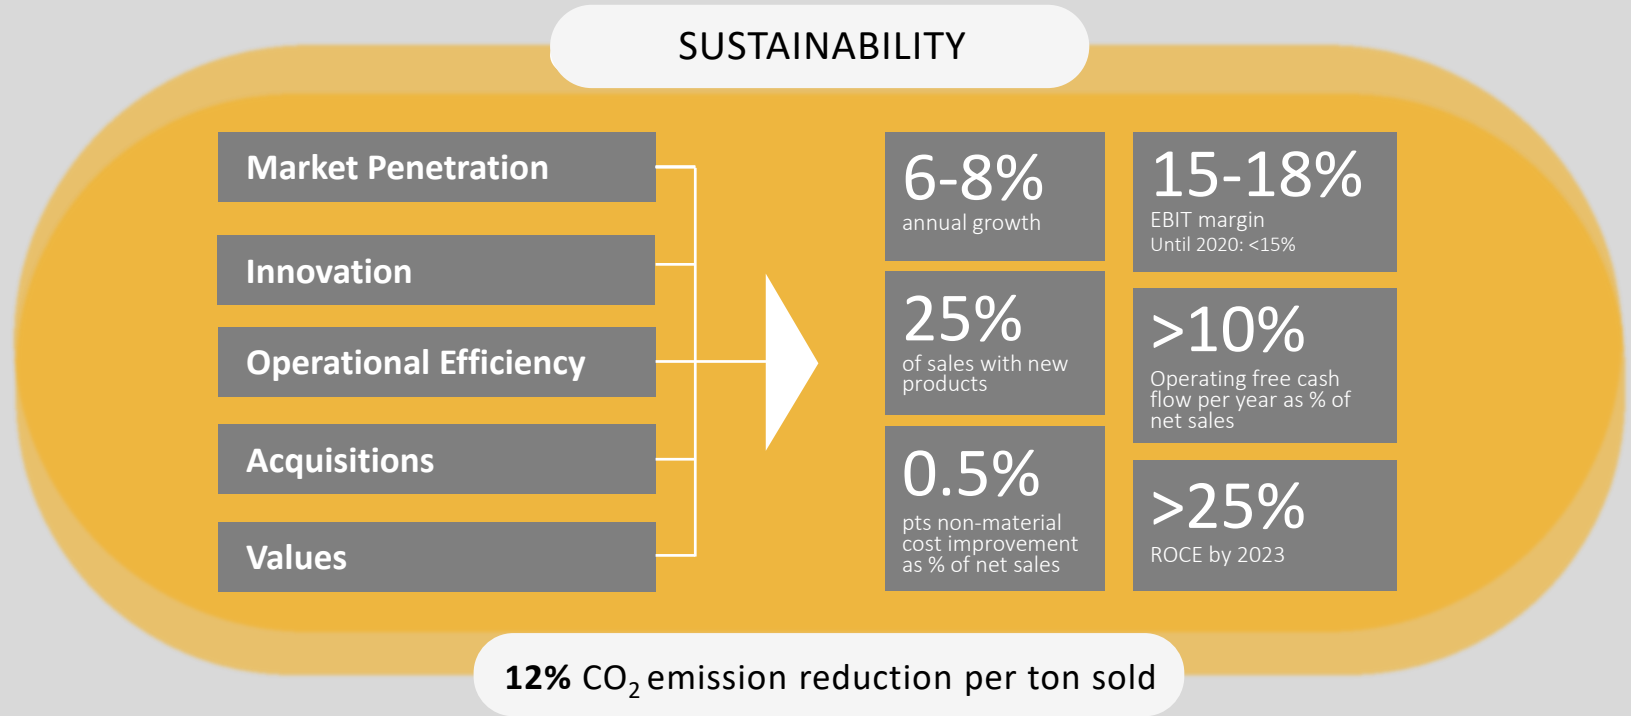 SUSTAINABILITY
Market Penetration
Innovation
Operational Efficiency
Acquisitions
Values
6-8%
annual growth
25%
of sales with new
products
0.5%
pts non-material
cost improvement
as % of net sales
15-18%
EBIT margin
Until 2020: <15%
>10%
Operating free cash
flow per year as % of
net sales
>25%
ROCE by 2023
12% CO₂ emission reduction per ton sold